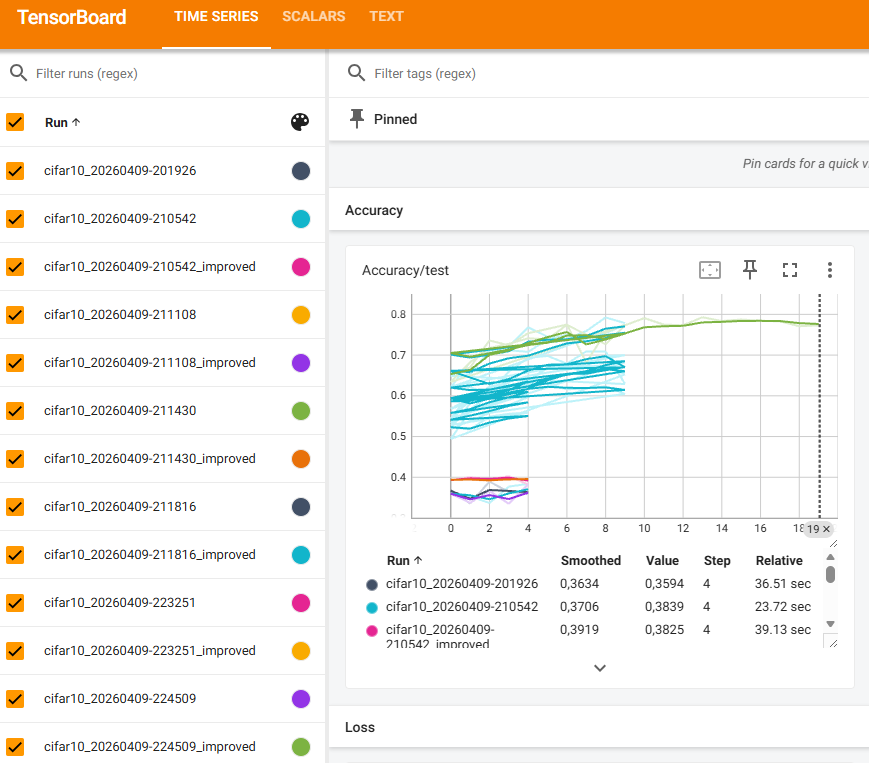 TensorBoard TIME SERIES SCALARS TEXT
Filter runs (regex)
Run ↑
cifar10_20260409-201926
cifar10_20260409-210542
cifar10_20260409-210542_improved
cifar10_20260409-211108
cifar10_20260409-211108_improved
cifar10_20260409-211430
cifar10_20260409-211430_improved
cifar10_20260409-211816
cifar10_20260409-211816_improved
cifar10_20260409-223251
cifar10_20260409-223251_improved
cifar10_20260409-224509
cifar10_20260409-224509_improved
Filter tags (regex)
Pinned
Pin cards for a quick
Accuracy
Accuracy/test
0.8
0.7
0.6
0.5
0.4
0 2 4 6 8 10 12 14 16 18 19 ×
Run ↑ Smoothed Value Step Relative
cifar10_20260409-201926 0,3634 0,3594 4 36.51 sec
cifar10_20260409-210542 0,3706 0,3839 4 23.72 sec
cifar10_20260409- 0,3919 0,3825 4 39.13 sec
210542_improved
Loss